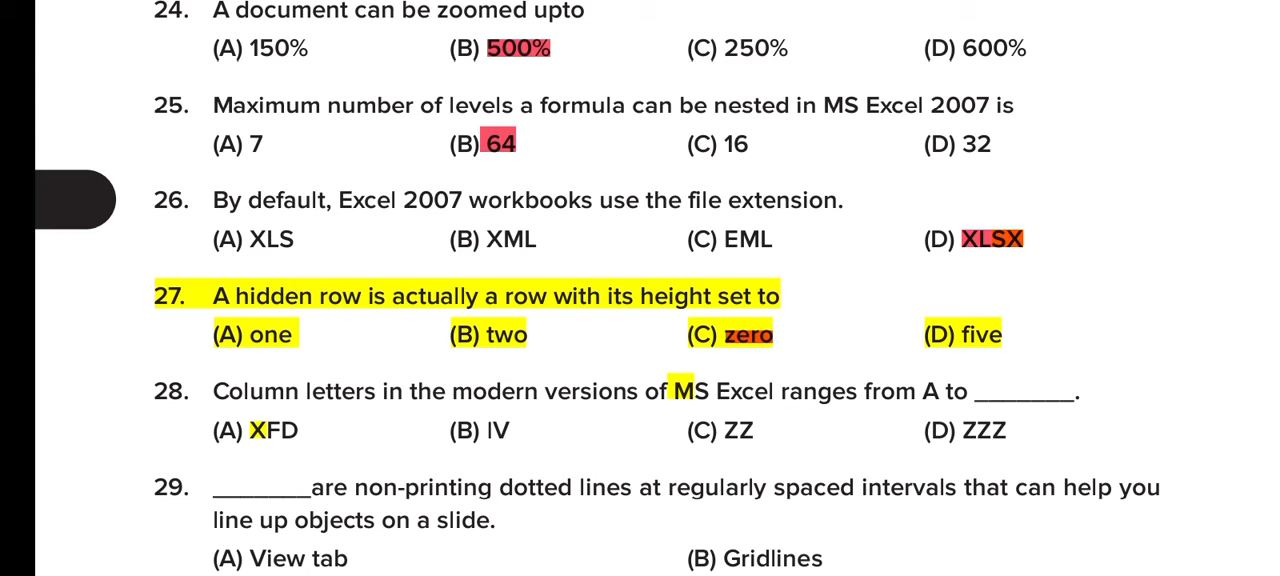 24. A document can be zoomed upto
(A) 150% (B) 500% (C) 250% (D) 600%
25. Maximum number of levels a formula can be nested in MS Excel 2007 is
(A) 7 (B) 64 (C) 16 (D) 32
26. By default, Excel 2007 workbooks use the file extension.
(A) XLS (B) XML (C) EML (D) XLSX
27. A hidden row is actually a row with its height set to
(A) one (B) two (C) zero (D) five
28. Column letters in the modern versions of MS Excel ranges from A to _______.
(A) XFD (B) IV (C) ZZ (D) ZZZ
29. _______are non-printing dotted lines at regularly spaced intervals that can help you
line up objects on a slide.
(A) View tab (B) Gridlines